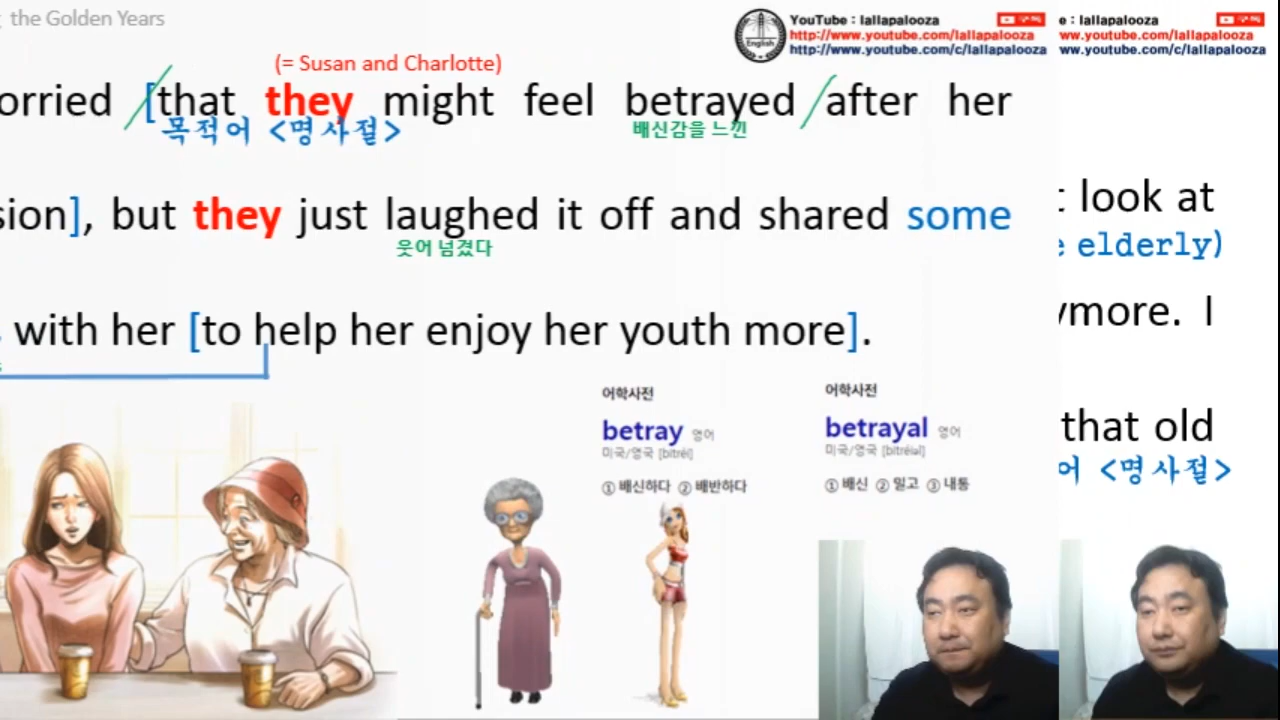 the Golden Years
YouTube : lallapalooza
http://www.youtube.com/lallapalooza
http://www.youtube.com/c/lallapalooza
e : lallapalooza
ww.youtube.com/lallapalooza
ww.youtube.com/c/lallapalooza
English
(= Susan and Charlotte)
orried [that they might feel betrayed after her
목적어 <명사절>
배신감을 느낀
sion], but they just laughed it off and shared some
웃어 넘겼다
with her [to help her enjoy her youth more].
t look at
e elderly)
ymore. I
that old
어 <명사절>
어학사전
betray 영어
미국/영국 [bitréi]
① 배신하다 ② 배반하다
어학사전
betrayal 영어
미국/영국 [bitréiəl]
① 배신 ② 밀고 ③ 내통